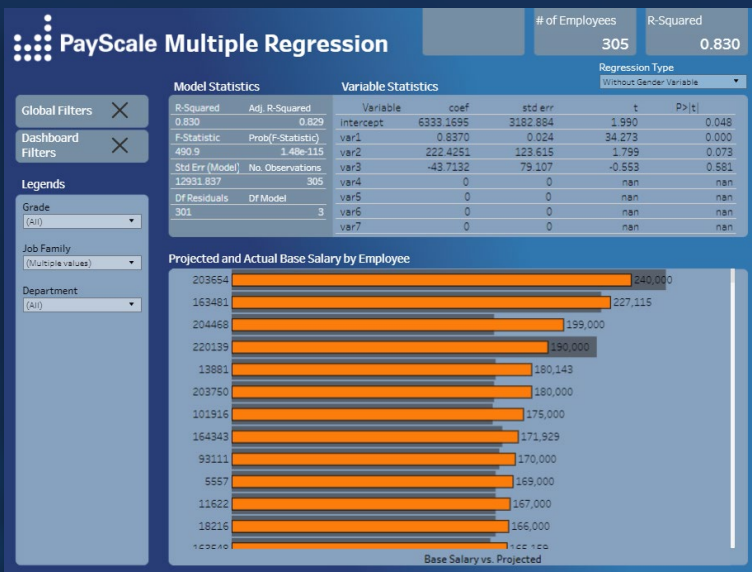 PayScale Multiple Regression
# of Employees
305
R-Squared
0.830
Regression Type
Without Gender Variable
Global Filters
Dashboard
Filters
Legends
Grade
(All)
Job Family
(Multiple values)
Department
(All)
Model Statistics
R-Squared Adj. R-Squared
0.830 0.829
F-Statistic Prob(F-Statistic)
490.9 1.48e-115
Std Err (Model) No. Observations
12931.837 305
Df Residuals Df Model
301 3
Variable Statistics
Variable coef std err t P>|t|
intercept 6333.1695 3182.884 1.990 0.048
var1 0.8370 0.024 34.273 0.000
var2 222.4251 123.615 1.799 0.073
var3 -43.7132 79.107 -0.553 0.581
var4 0 0 nan nan
var5 0 0 nan nan
var6 0 0 nan nan
var7 0 0 nan nan
Projected and Actual Base Salary by Employee
203654 240,000
163481 227,115
204468 199,000
220139 190,000
13881 180,143
203750 180,000
101916 175,000
164343 171,929
93111 170,000
5557 169,000
11622 167,000
18216 166,000
Base Salary vs. Projected